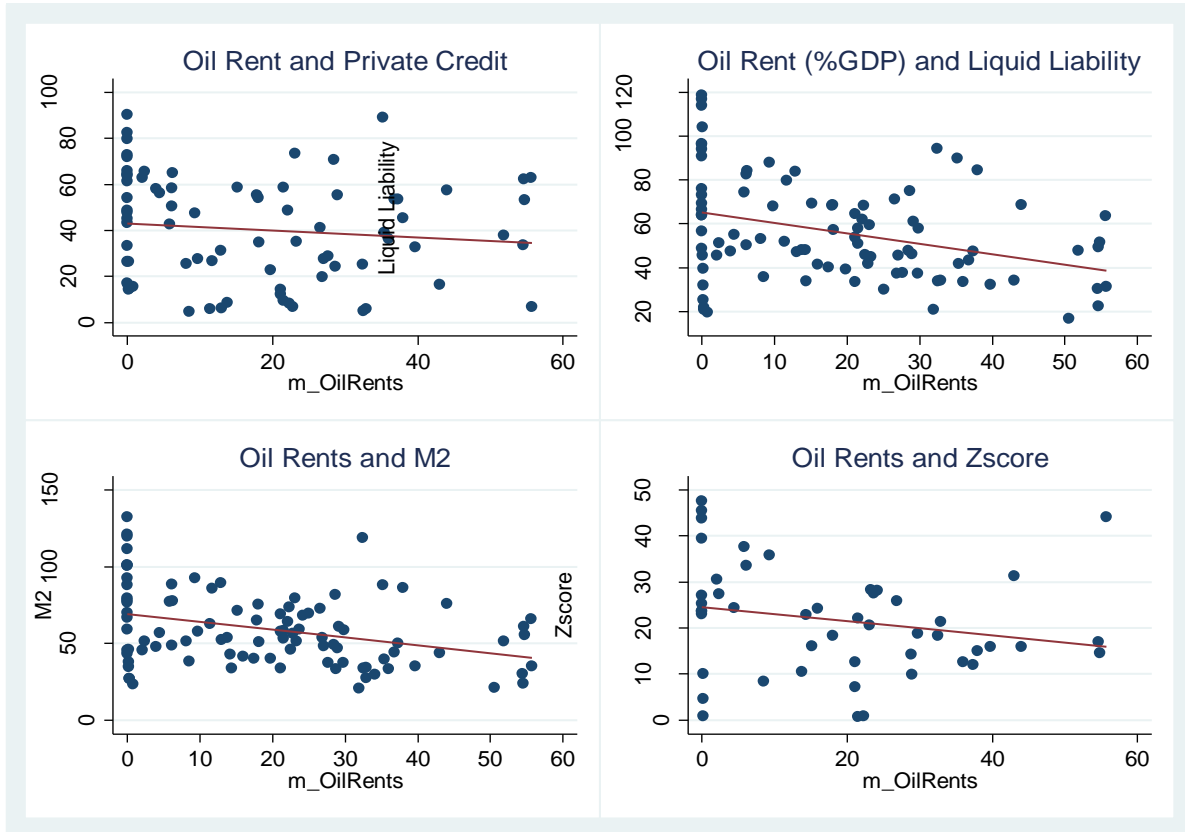 Oil Rent and Private Credit
100
80
60
40
20
0
0 20 40 60
m_OilRents
Oil Rent (%GDP) and Liquid Liability
Liquid Liability
120
100
80
60
40
20
0 10 20 30 40 50 60
m_OilRents
Oil Rents and M2
M2
150
100
50
0
0 10 20 30 40 50 60
m_OilRents
Oil Rents and Zscore
Zscore
50
40
30
20
10
0
0 20 40 60
m_OilRents